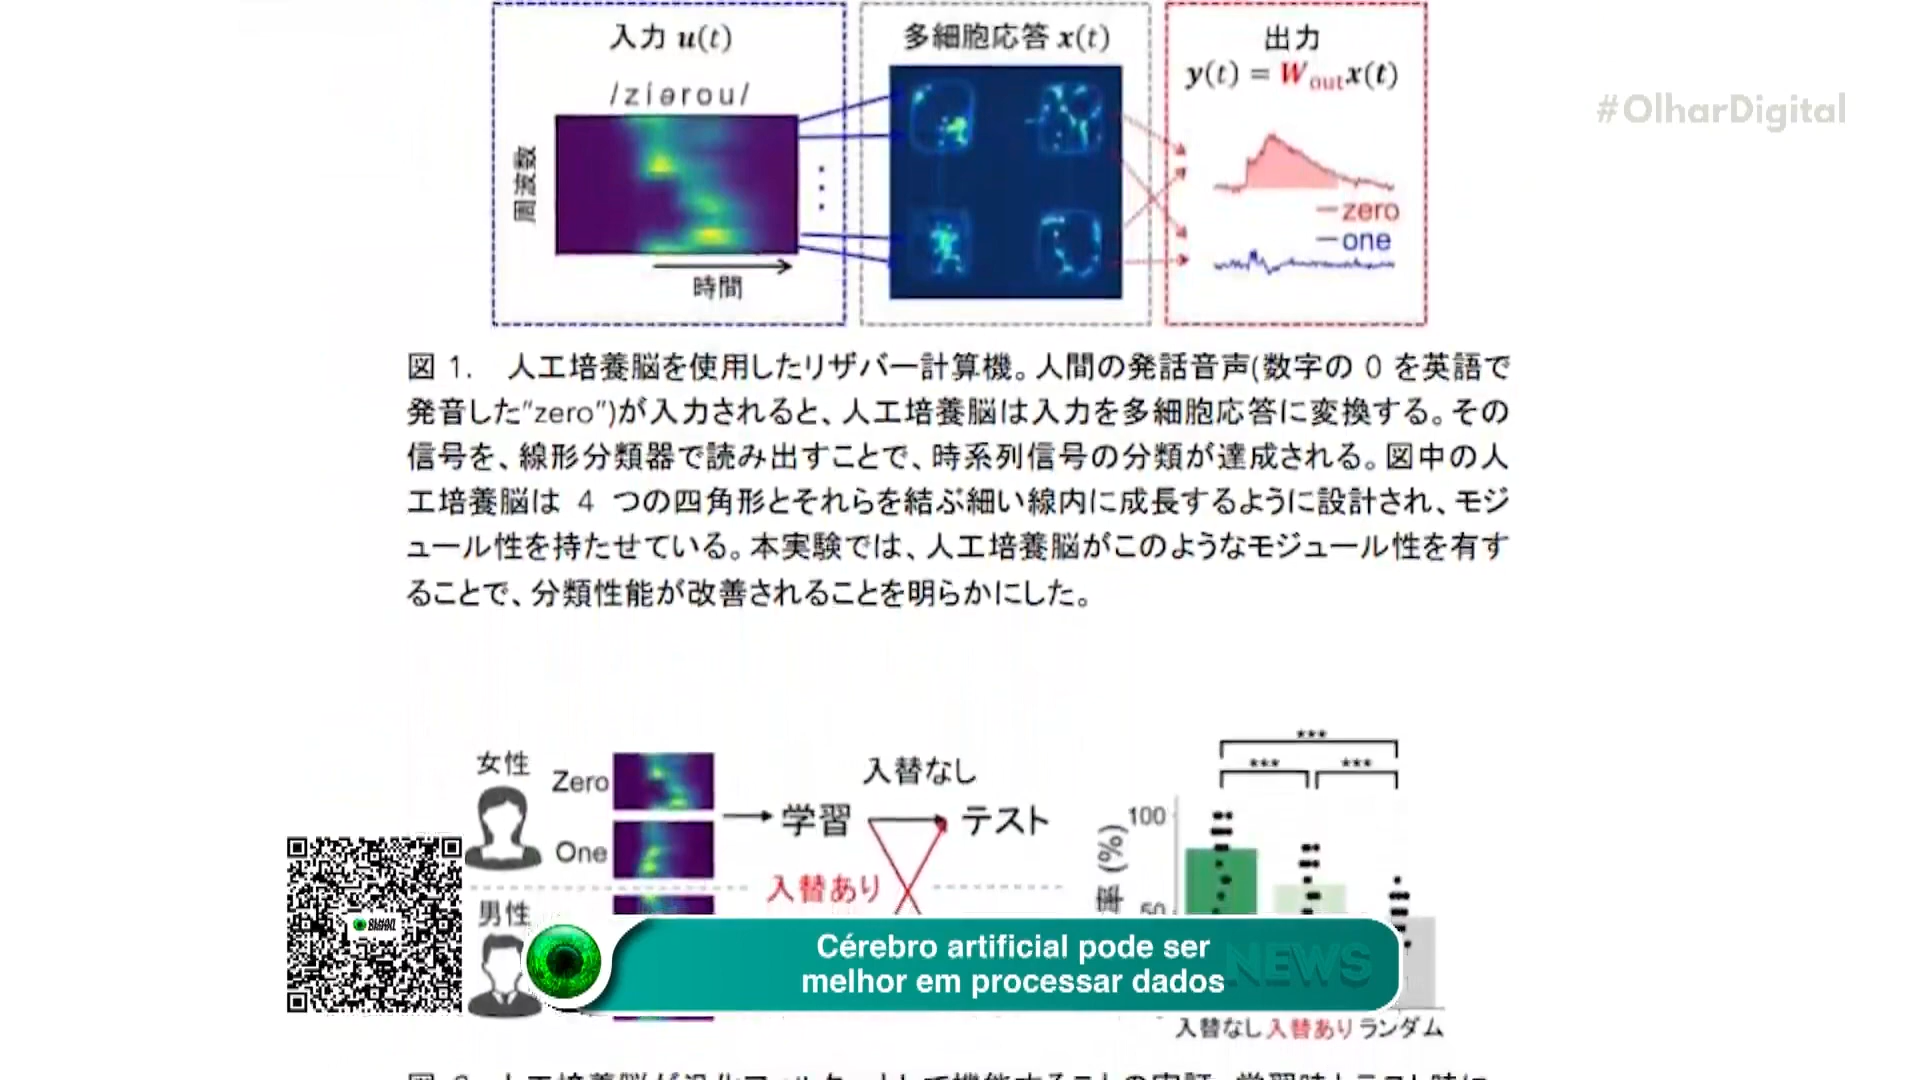 入力 u(t)
多細胞応答 x(t)
出力
y(t) = Woutx(t)
/ziərou/
#OlharDigital
周波数
時間
zero
one
図 1. 人工培養脳を使用したリザバー計算機。人間の発話音声(数字の 0 を英語で
発音した"zero")が入力されると、人工培養脳は入力を多細胞応答に変換する。その
信号を、線形分類器で読み出すことで、時系列信号の分類が達成される。図中の人
工培養脳は 4 つの四角形とそれらを結ぶ細い線内に成長するように設計され、モジ
ュール性を持たせている。本実験では、人工培養脳がこのようなモジュール性を有す
ることで、分類性能が改善されることを明らかにした。
女性
Zero
One
学習
入替なし
テスト
入替あり
男性
***
*** ***
100
50
率 (%)
Cérebro artificial pode ser
melhor em processar dados
NEWS
入替なし 入替あり ランダム